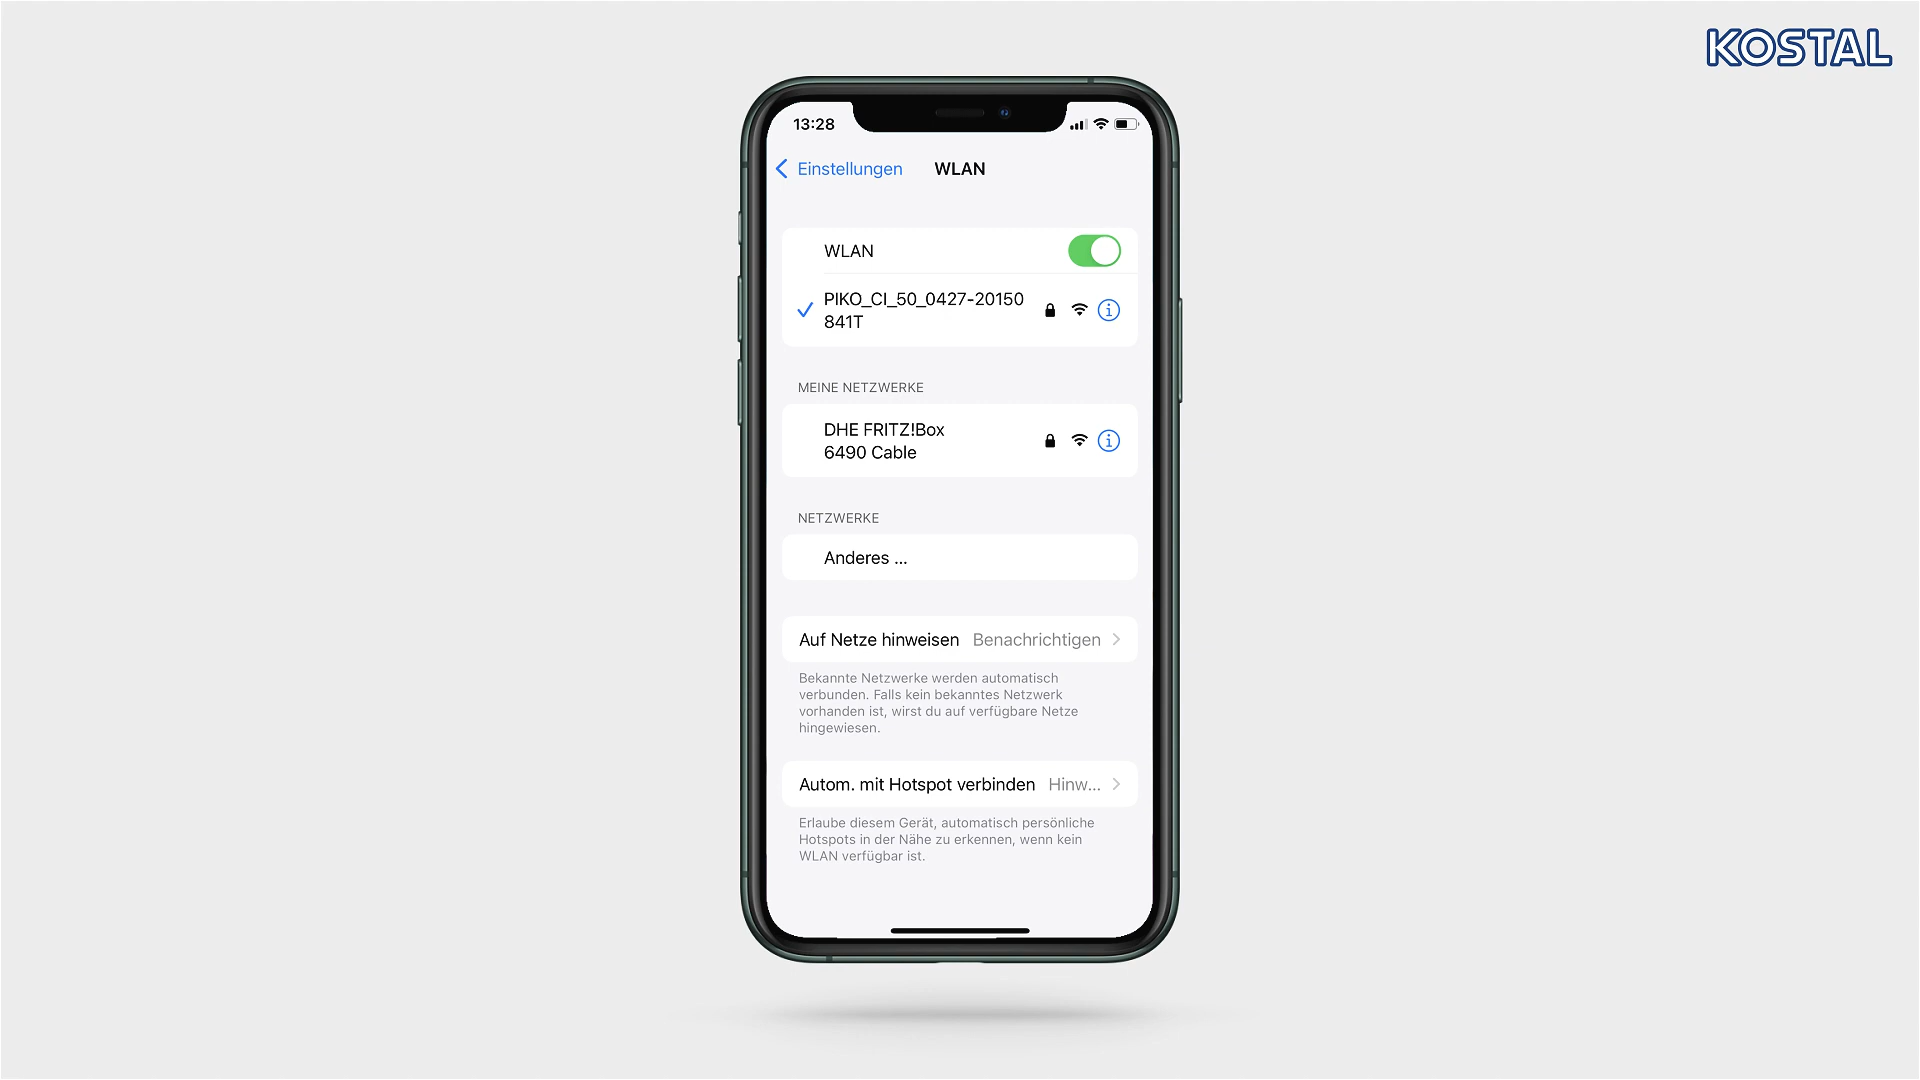 KOSTAL
13:28
Einstellungen WLAN
WLAN
PIKO_CI_50_0427-20150
841T
MEINE NETZWERKE
DHE FRITZ!Box
6490 Cable
NETZWERKE
Anderes ...
Auf Netze hinweisen Benachrichtigen
Bekannte Netzwerke werden automatisch
verbunden. Falls kein bekanntes Netzwerk
vorhanden ist, wirst du auf verfügbare Netze
hingewiesen.
Autom. mit Hotspot verbinden Hinw...
Erlaube diesem Gerät, automatisch persönliche
Hotspots in der Nähe zu erkennen, wenn kein
WLAN verfügbar ist.